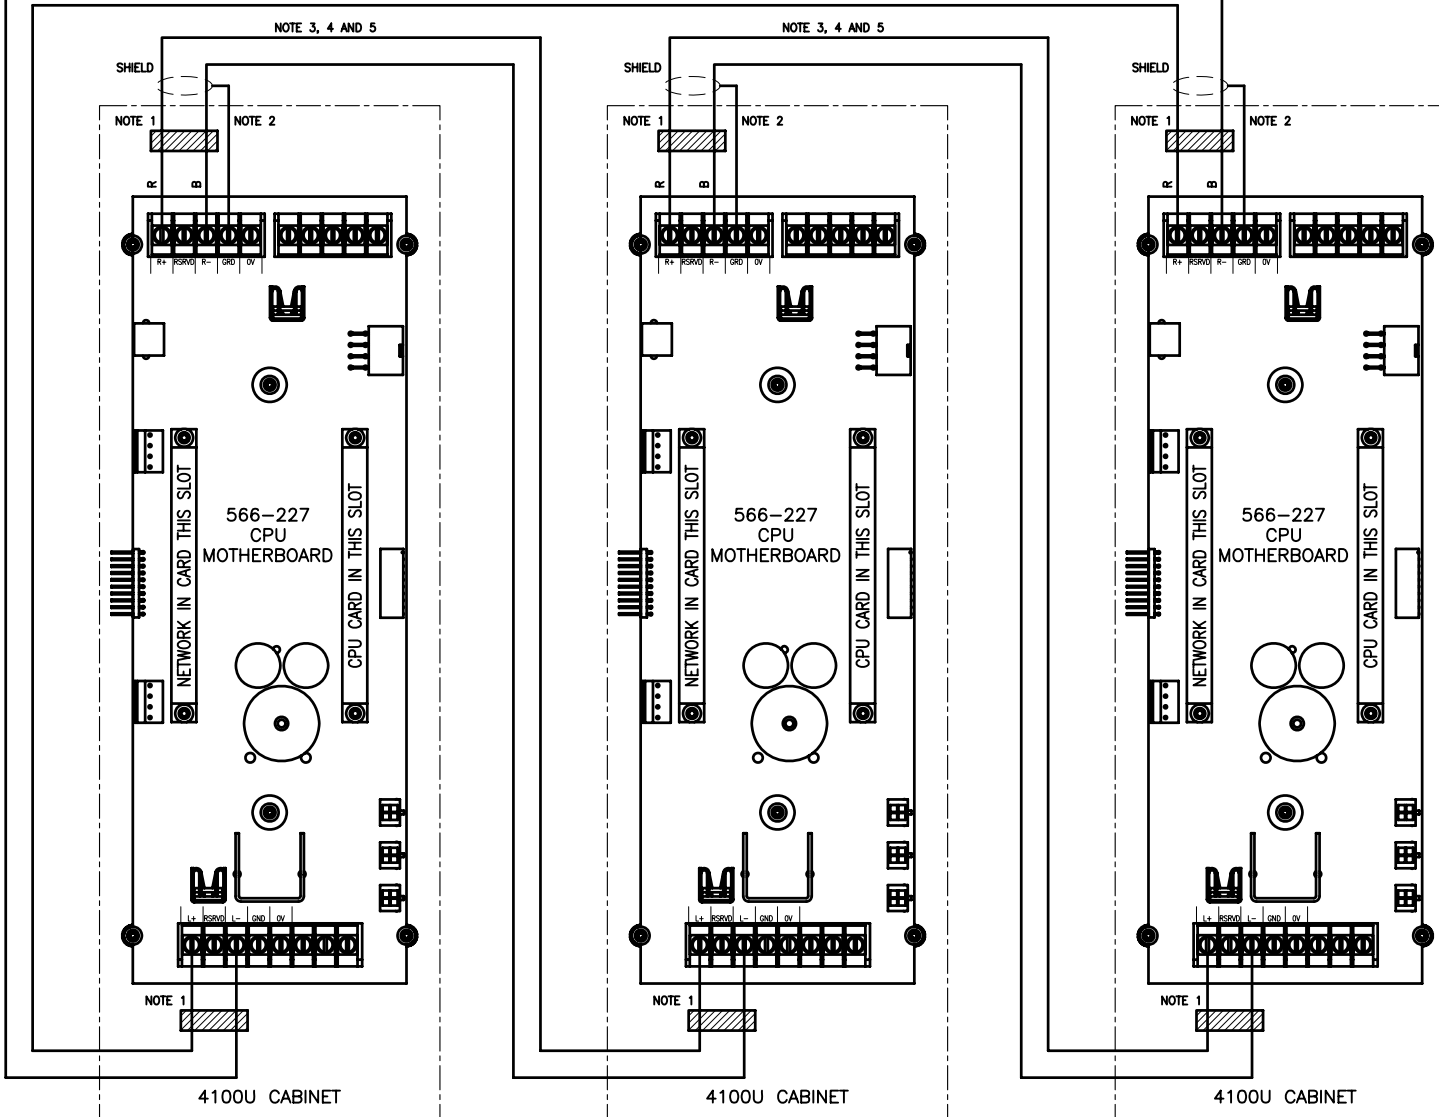 NOTE 3, 4 AND 5
NOTE 3, 4 AND 5
SHIELD
SHIELD
SHIELD
NOTE 1
NOTE 2
NOTE 1
NOTE 2
NOTE 1
NOTE 2
R
B
R
B
R
B
R+ RSRVD R- GRD 0V
R+ RSRVD R- GRD 0V
R+ RSRVD R- GRD 0V
NETWORK IN CARD THIS SLOT
566-227
CPU
MOTHERBOARD
CPU CARD IN THIS SLOT
NETWORK IN CARD THIS SLOT
566-227
CPU
MOTHERBOARD
CPU CARD IN THIS SLOT
NETWORK IN CARD THIS SLOT
566-227
CPU
MOTHERBOARD
CPU CARD IN THIS SLOT
L+ RSRVD L- GND 0V
L+ RSRVD L- GND 0V
L+ RSRVD L- GND 0V
NOTE 1
NOTE 1
NOTE 1
4100U CABINET
4100U CABINET
4100U CABINET